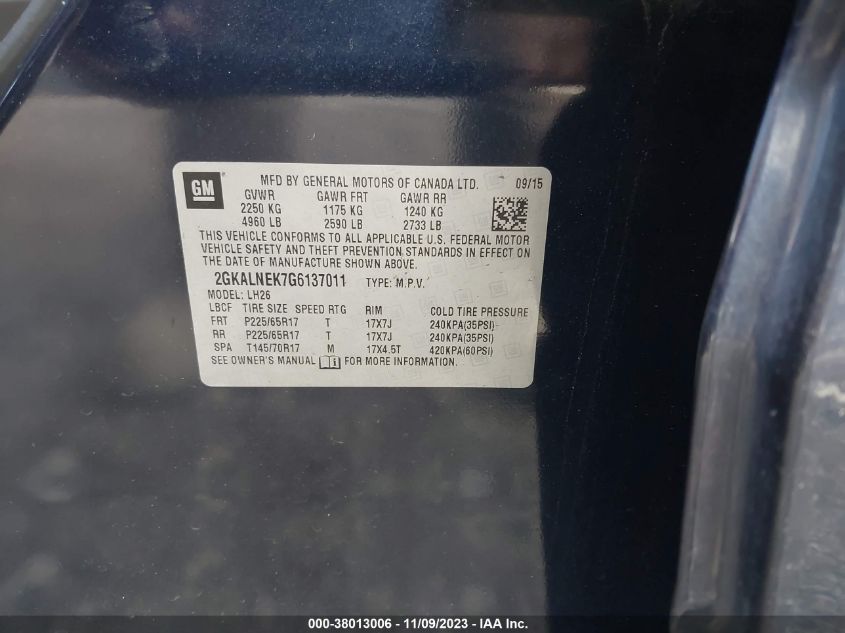 GM
MFD BY GENERAL MOTORS OF CANADA LTD. 09/15
GVWR GAWR FRT GAWR RR
2250 KG 1175 KG 1240 KG
4960 LB 2590 LB 2733 LB
THIS VEHICLE CONFORMS TO ALL APPLICABLE U.S. FEDERAL MOTOR
VEHICLE SAFETY AND THEFT PREVENTION STANDARDS IN EFFECT ON
THE DATE OF MANUFACTURE SHOWN ABOVE.
2GKALNEK7G6137011 TYPE: M.P.V.
MODEL: LH26
LBCF TIRE SIZE SPEED RTG RIM COLD TIRE PRESSURE
FRT P225/65R17 T 17X7J 240KPA(35PSI)
RR P225/65R17 T 17X7J 240KPA(35PSI)
SPA T145/70R17 M 17X4.5T 420KPA(60PSI)
SEE OWNER'S MANUAL FOR MORE INFORMATION.
000-38013006 - 11/09/2023 - IAA Inc.